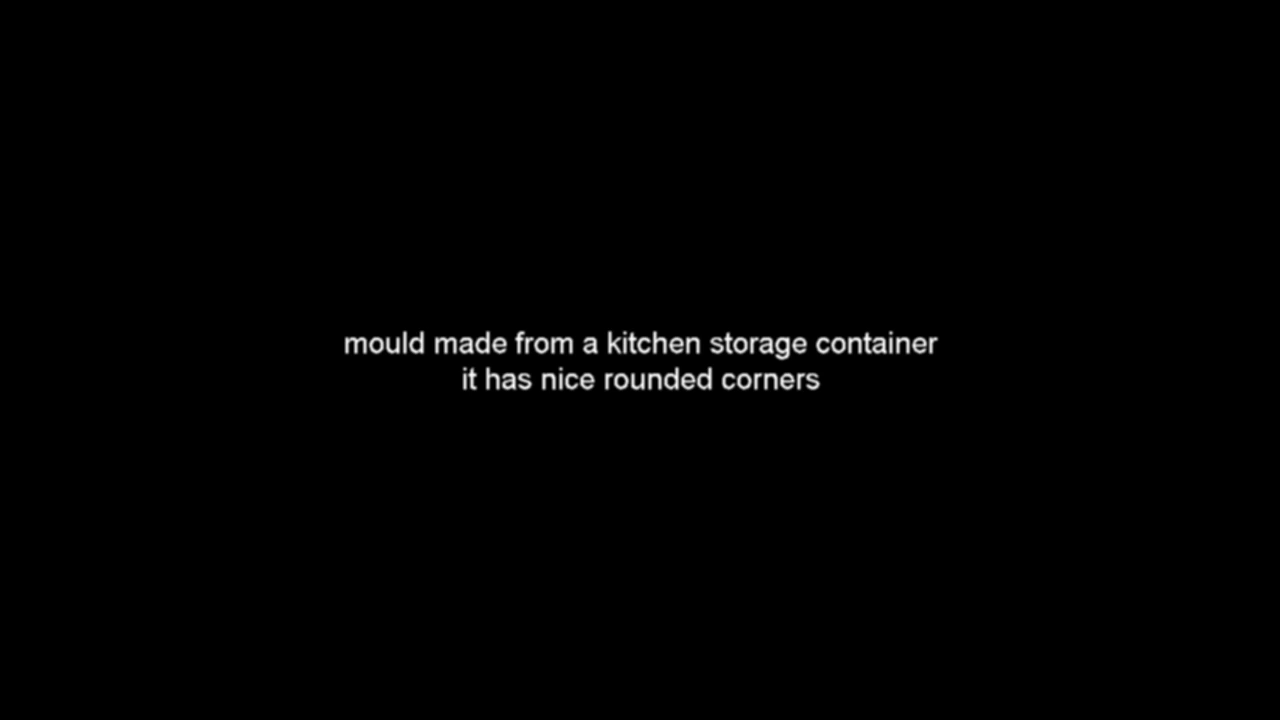 mould made from a kitchen storage container
it has nice rounded corners